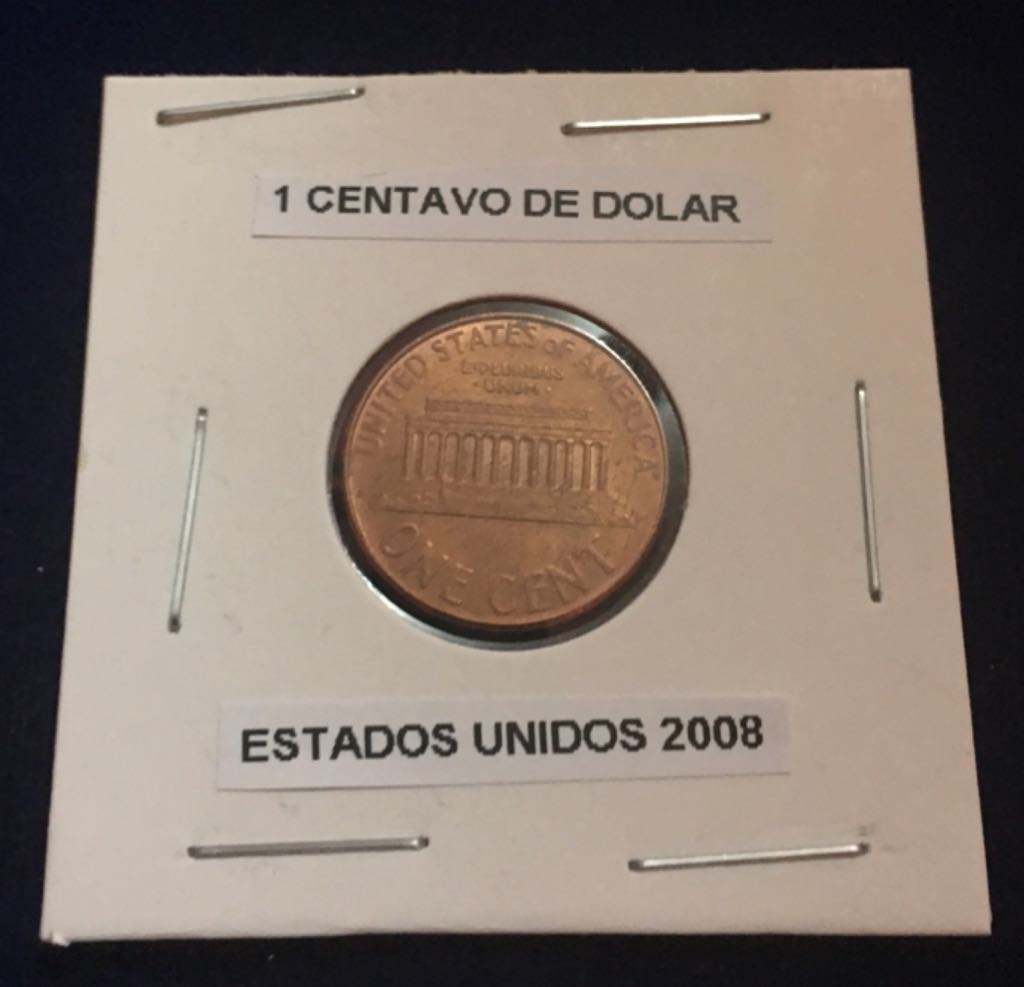 1 CENTAVO DE DOLAR
UNITED STATES OF AMERICA
E PLURIBUS
·UNUM·
ONE CENT
ESTADOS UNIDOS 2008